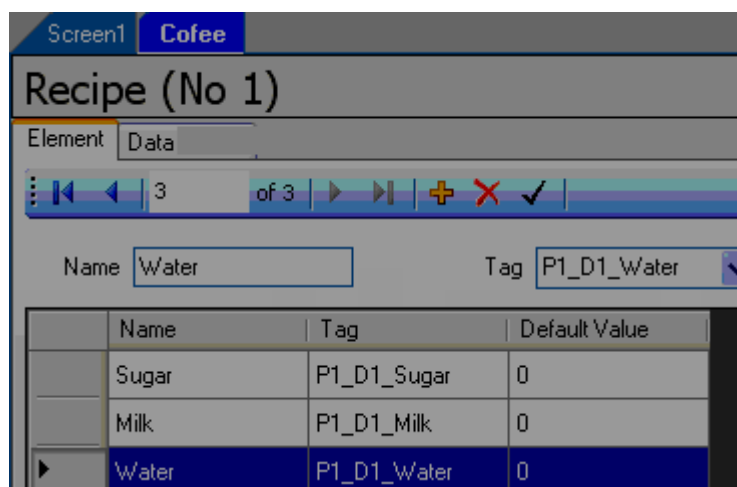 Screen1 Cofee
Recipe (No 1)
Element Data
3 of 3
Name Water Tag P1_D1_Water
Name Tag Default Value
Sugar P1_D1_Sugar 0
Milk P1_D1_Milk 0
Water P1_D1_Water 0